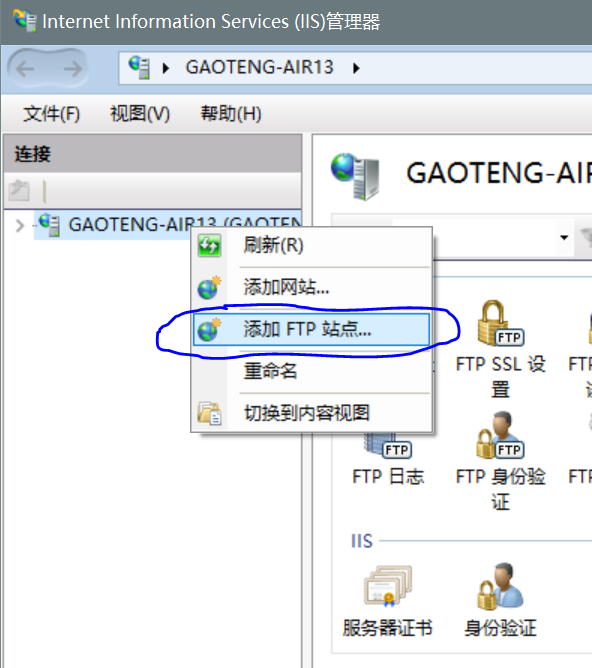 Internet Information Services (IIS)管理器
GAOTENG-AIR13
文件(F) 视图(V) 帮助(H)
连接
GAOTENG-AIR13 (GAOTEN
刷新(R)
添加网站...
添加 FTP 站点...
重命名
切换到内容视图
GAOTENG-AIR
FTP
FTP SSL 设
置
FTP
FTP 日志
FTP
FTP 身份验
证
IIS
服务器证书
身份验证